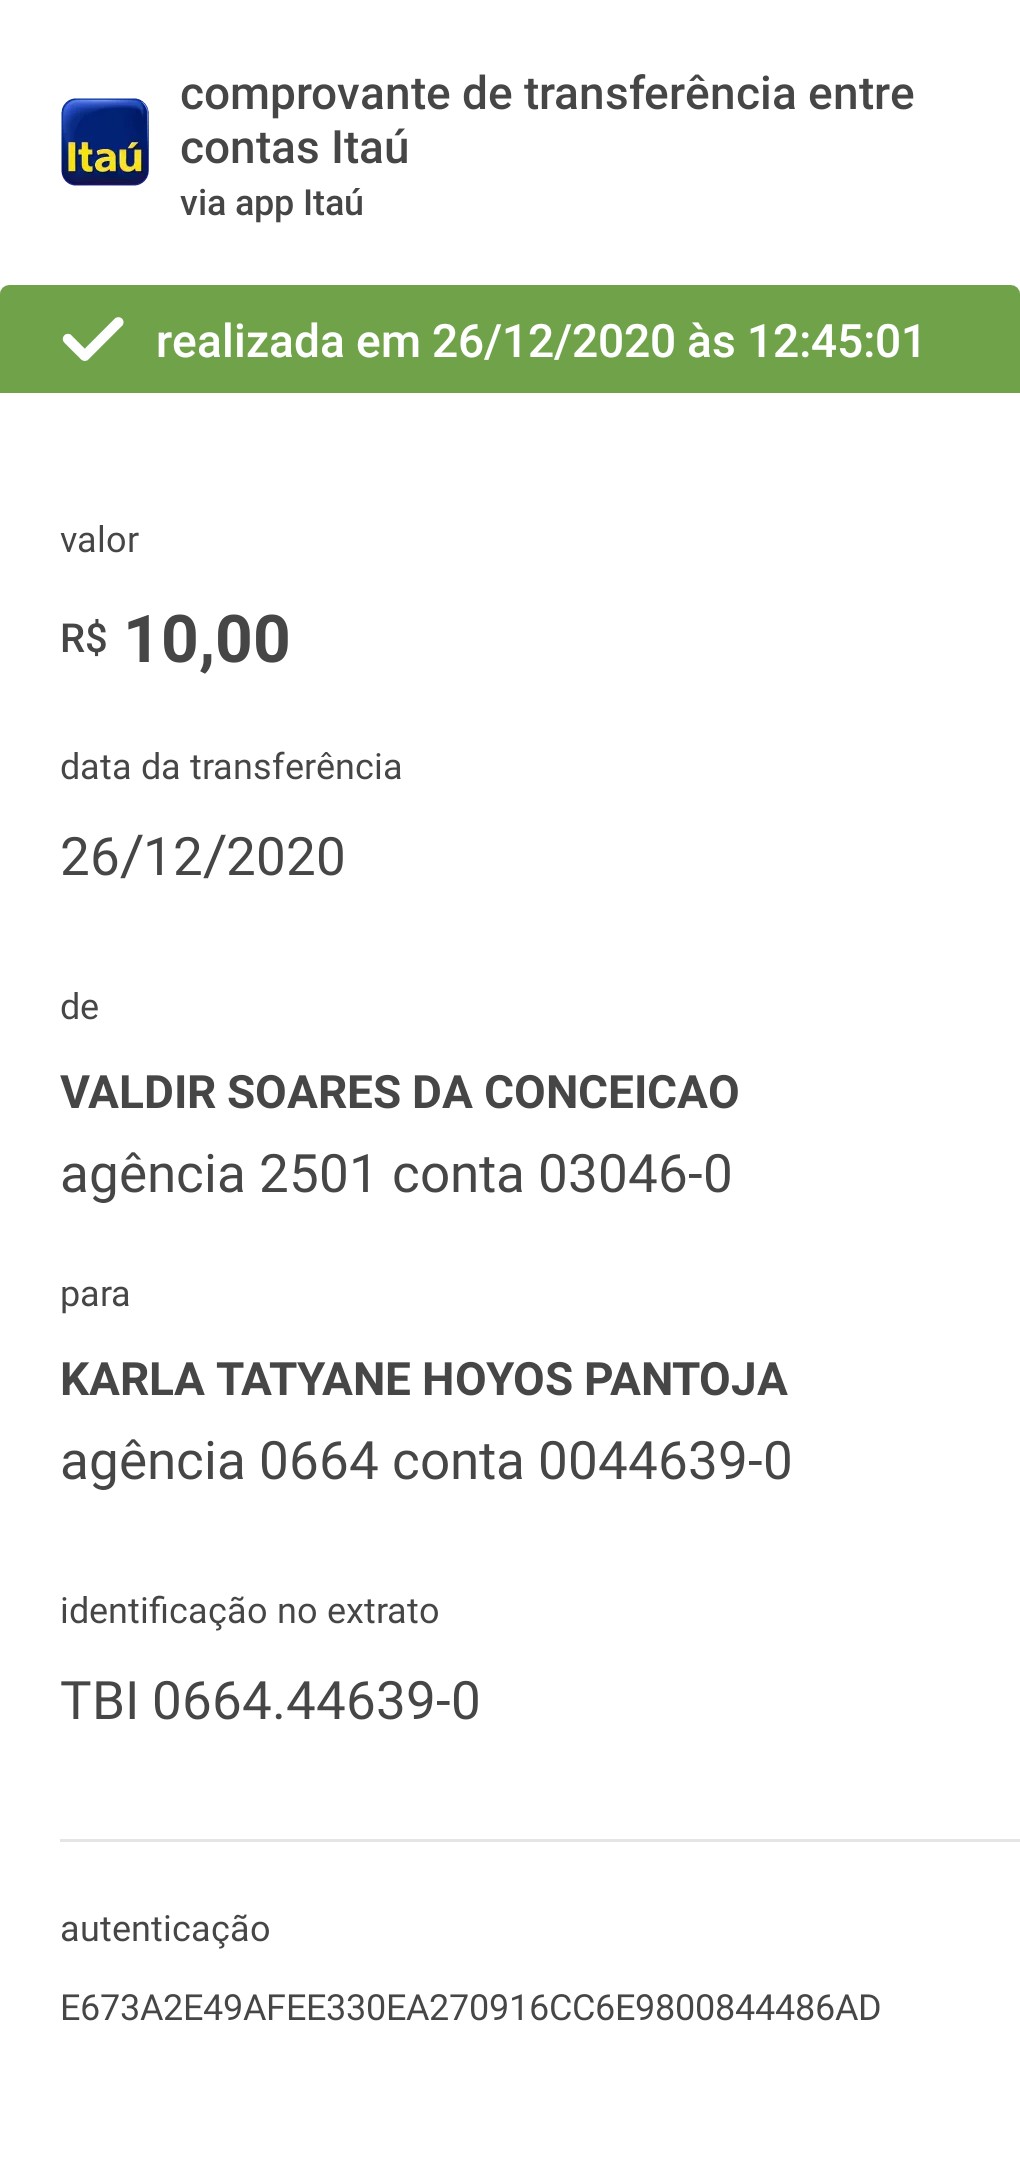 Itaú
comprovante de transferência entre
contas Itaú
via app Itaú
realizada em 26/12/2020 às 12:45:01
valor
R$ 10,00
data da transferência
26/12/2020
de
VALDIR SOARES DA CONCEICAO
agência 2501 conta 03046-0
para
KARLA TATYANE HOYOS PANTOJA
agência 0664 conta 0044639-0
identificação no extrato
TBI 0664.44639-0
autenticação
E673A2E49AFEE330EA270916CC6E9800844486AD